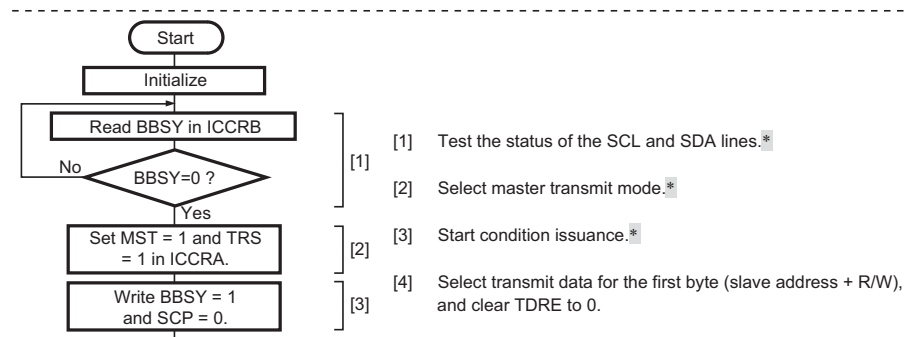 Start
Initialize
Read BBSY in ICCRB
No
BBSY=0 ?
Yes
[1]
Set MST = 1 and TRS
= 1 in ICCRA.
[2]
Write BBSY = 1
and SCP = 0.
[3]
[1] Test the status of the SCL and SDA lines.*
[2] Select master transmit mode.*
[3] Start condition issuance.*
[4] Select transmit data for the first byte (slave address + R/W),
and clear TDRE to 0.